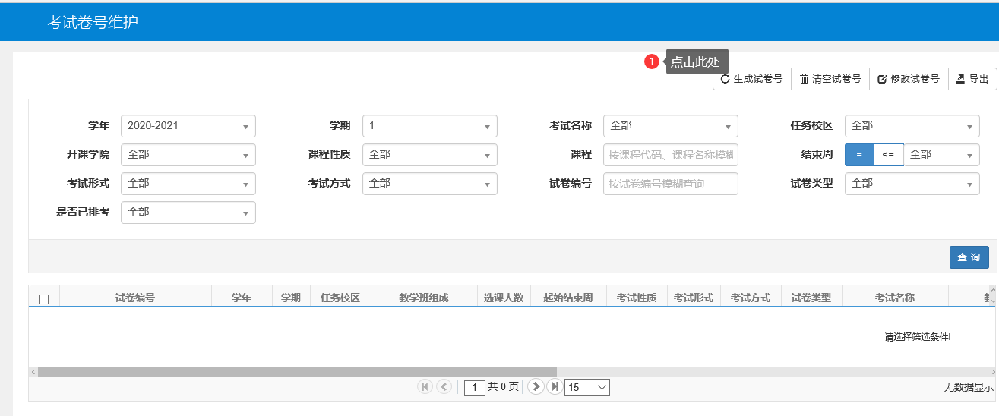 考试卷号维护
1 点击此处
生成试卷号 清空试卷号 修改试卷号 导出
学年 2020-2021 学期 1 考试名称 全部 任务校区 全部
开课学院 全部 课程性质 全部 课程 按课程代码、课程名称模糊 结束周 = <= 全部
考试形式 全部 考试方式 全部 试卷编号 按试卷编号模糊查询 试卷类型 全部
是否已排考 全部
查 询
试卷编号 学年 学期 任务校区 教学班组成 选课人数 起始结束周 考试性质 考试形式 考试方式 试卷类型 考试名称
请选择筛选条件!
1 共 0 页 15 无数据显示